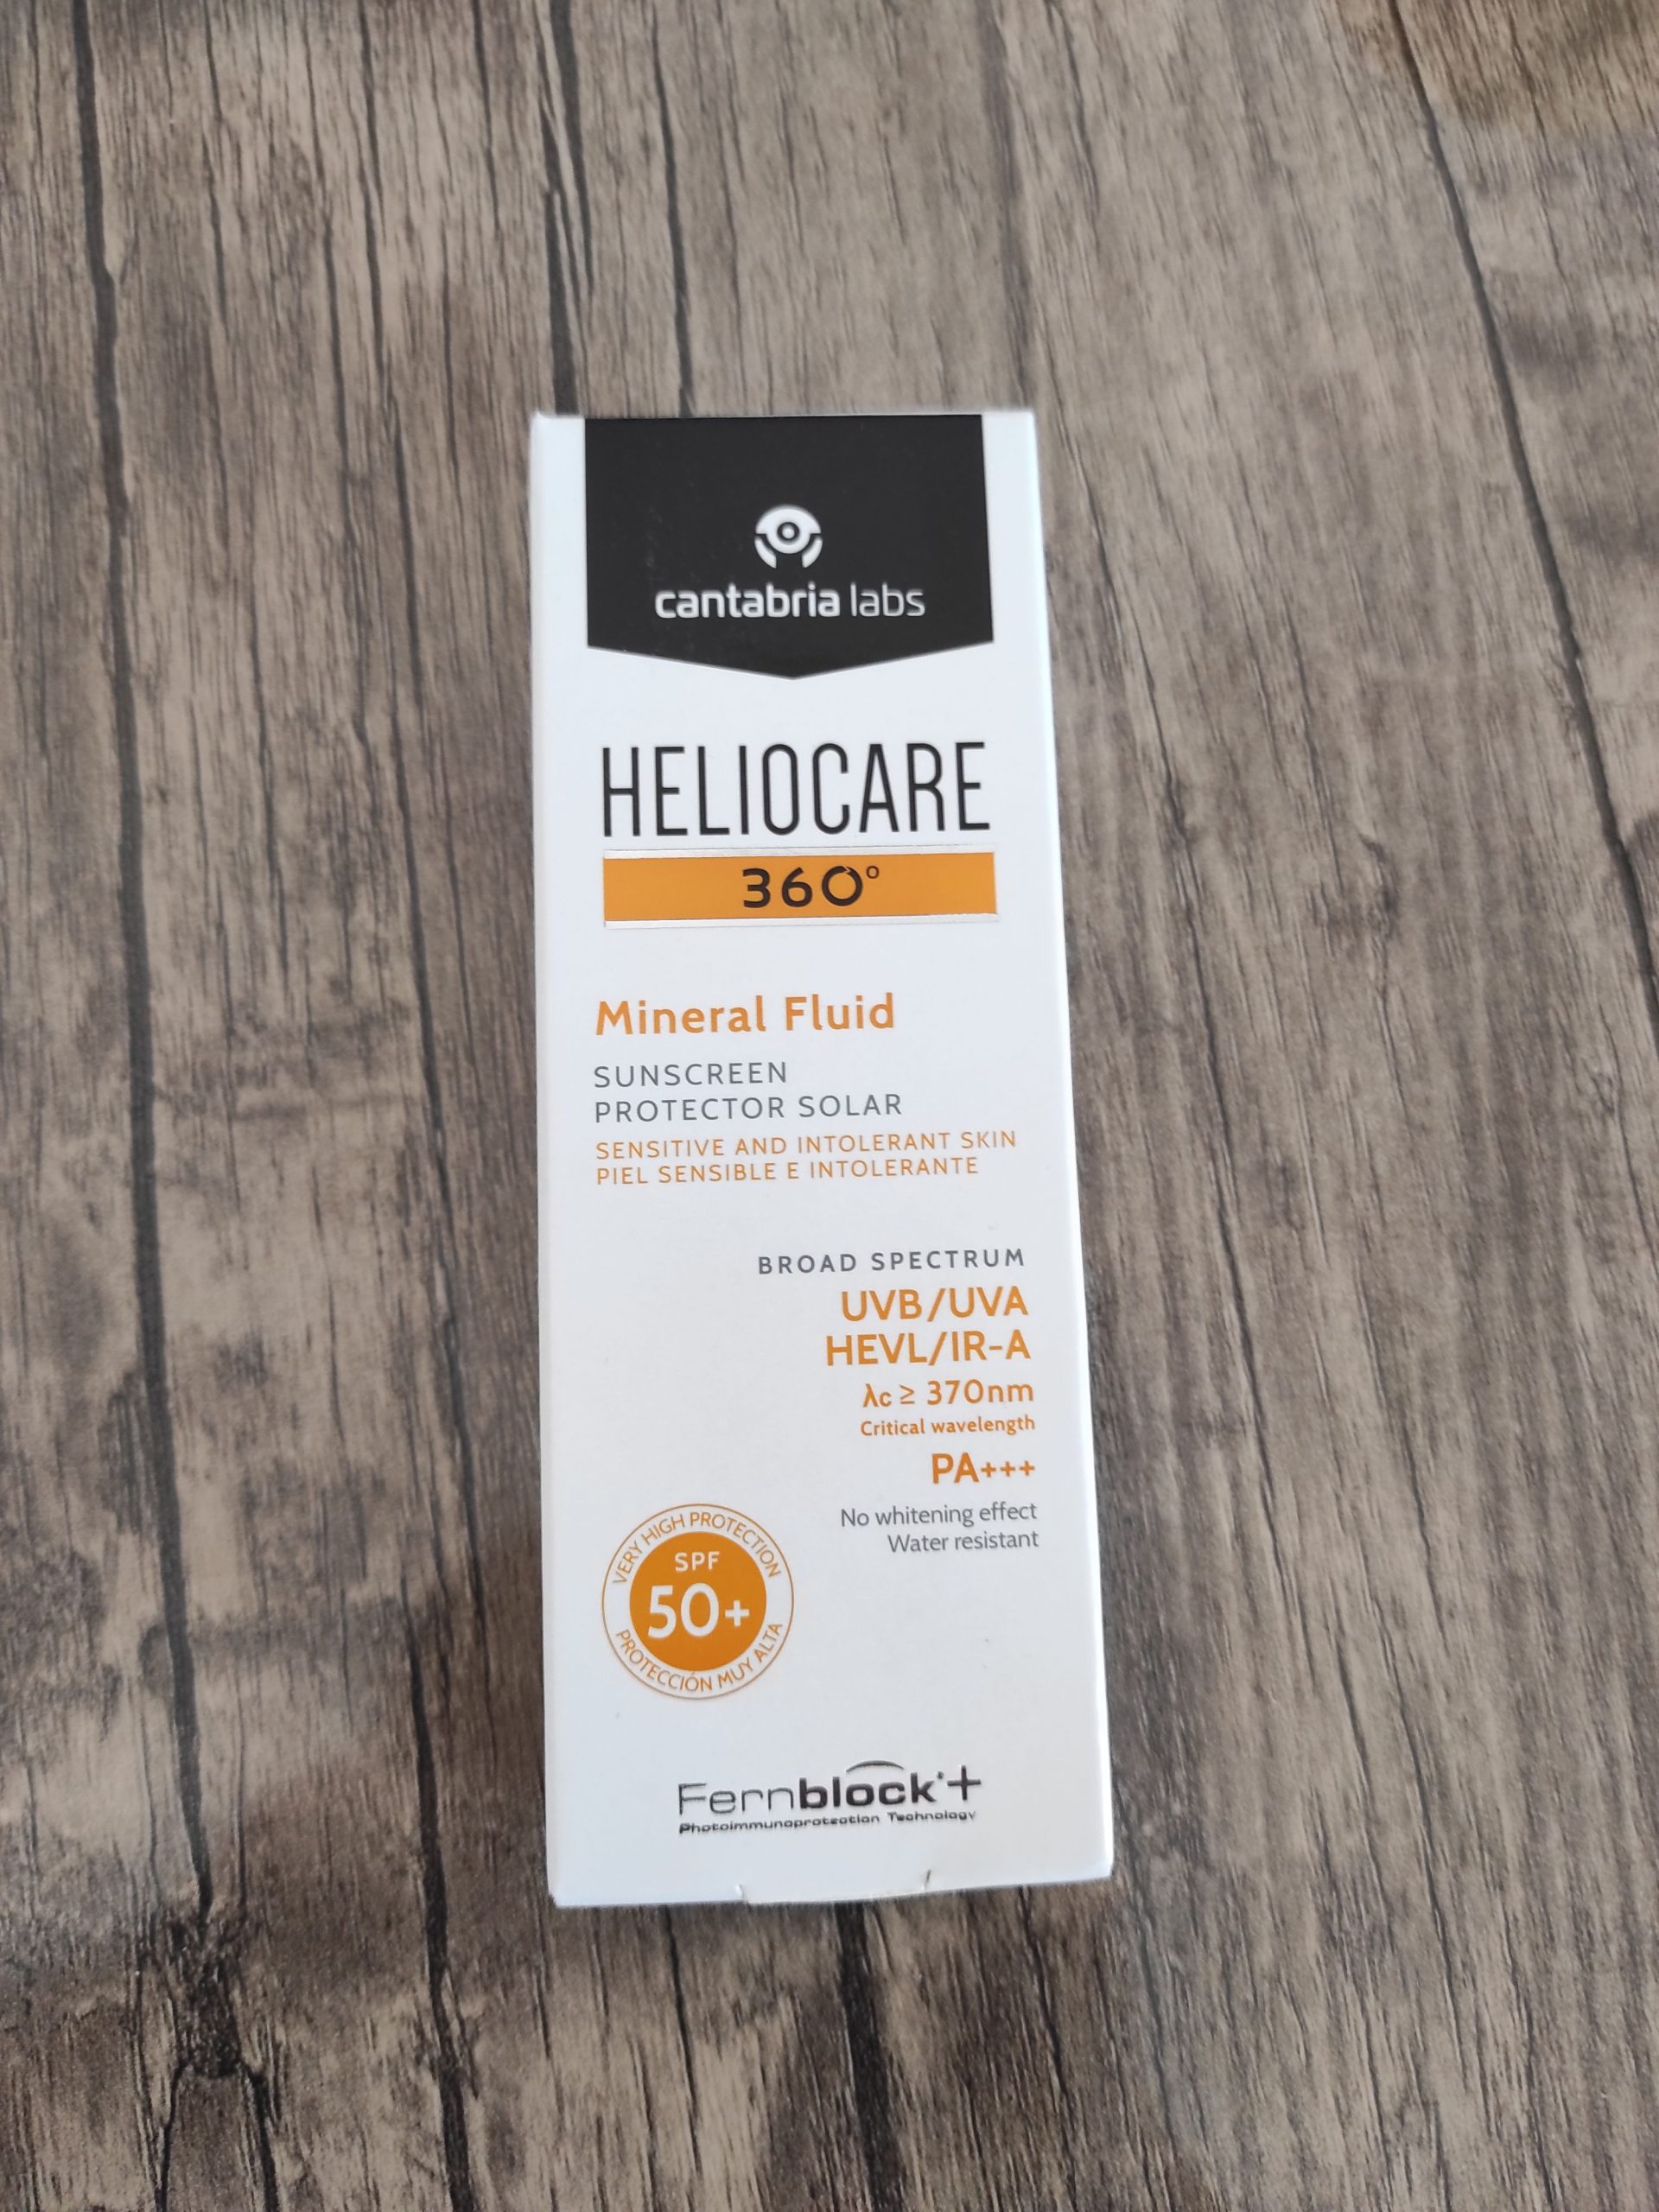 cantabria labs
HELIOCARE
360°
Mineral Fluid
SUNSCREEN
PROTECTOR SOLAR
SENSITIVE AND INTOLERANT SKIN
PIEL SENSIBLE E INTOLERANTE
BROAD SPECTRUM
UVB/UVA
HEVL/IR-A
λc ≥ 370nm
Critical wavelength
PA+++
No whitening effect
Water resistant
VERY HIGH PROTECTION
SPF
50+
PROTECCIÓN MUY ALTA
Fernblock+
Photoimmunoprotection Technology